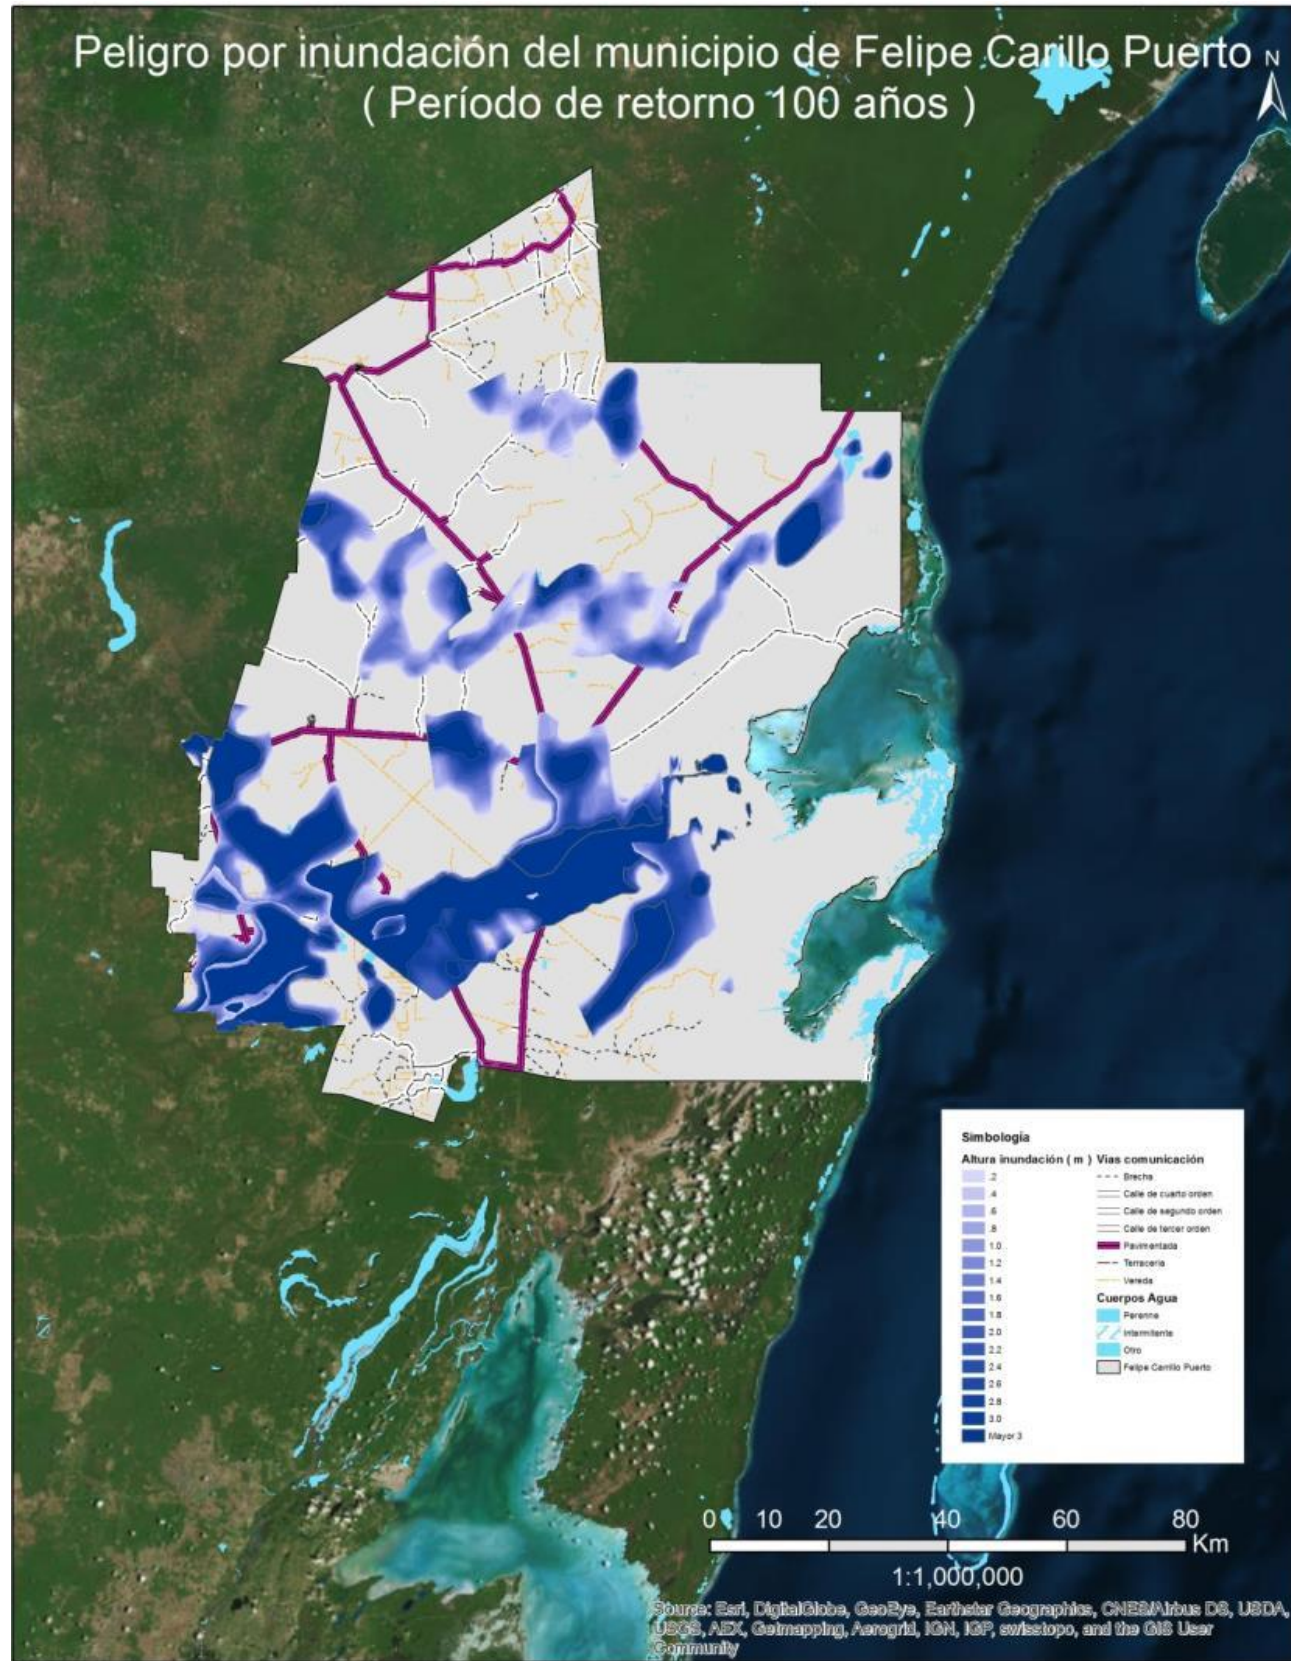 Peligro por inundación del municipio de Felipe Carillo Puerto
( Período de retorno 100 años )
N
Simbología
Altura inundación ( m )
.2
.4
.6
.8
1.0
1.2
1.4
1.6
1.8
2.0
2.2
2.4
2.6
2.8
3.0
Mayor 3
Vias comunicación
Brecha
Calle de cuarto orden
Calle de segundo orden
Calle de tercer orden
Pavimentada
Terraceria
Vereda
Cuerpos Agua
Perenne
Intermitente
Otro
Felipe Carrillo Puerto
0 10 20 40 60 80
Km
1:1,000,000
Source: Esri, DigitalGlobe, GeoEye, Earthstar Geographics, CNES/Airbus DS, USDA,
USGS, AEX, Getmapping, Aerogrid, IGN, IGP, swisstopo, and the GIS User
Community